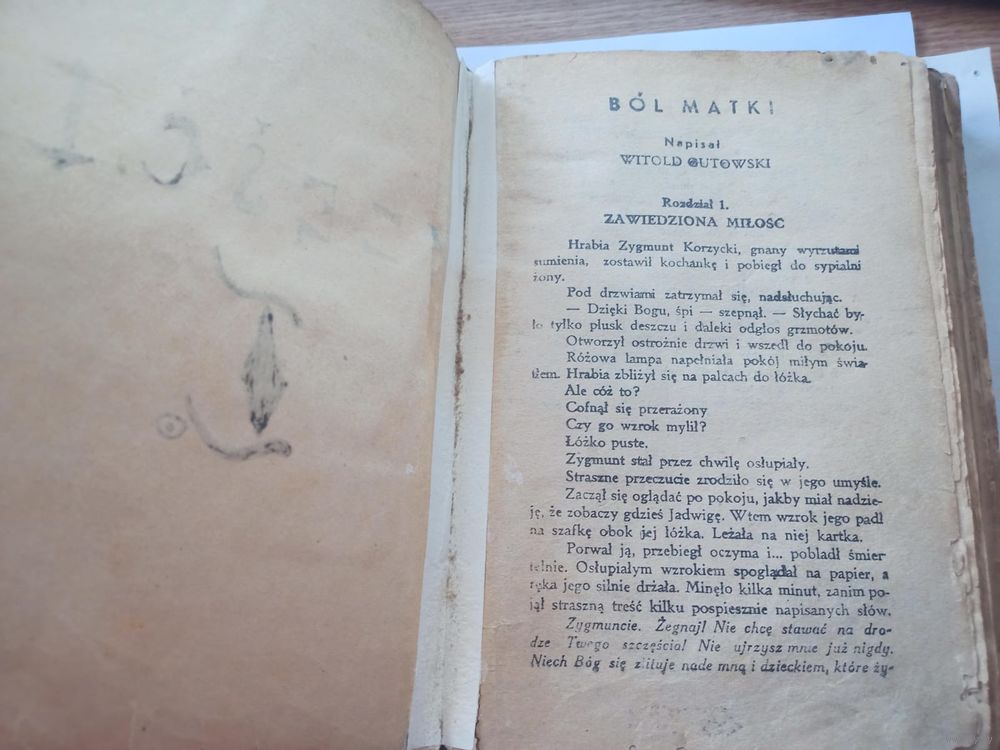 BÓL MATKI
Napisał
WITOLD GUTOWSKI
Rozdział 1.
ZAWIEDZIONA MIŁOŚĆ
Hrabia Zygmunt Korzycki, gnany wyrzutami
sumienia, zostawił kochankę i pobiegł do sypialni
żony.
Pod drzwiami zatrzymał się, nadsłuchując.
— Dzięki Bogu, śpi — szepnął. — Słychać by-
ło tylko plusk deszczu i daleki odgłos grzmotów.
Otworzył ostrożnie drzwi i wszedł do pokoju.
Różowa lampa napełniała pokój miłym świa-
tłem. Hrabia zbliżył się na palcach do łóżka.
Ale cóż to?
Cofnął się przerażony
Czy go wzrok mylił?
Łóżko puste.
Zygmunt stał przez chwilę osłupiały.
Straszne przeczucie zrodziło się w jego umyśle.
Zaczął się oglądać po pokoju, jakby miał nadzie-
ję, że zobaczy gdzieś Jadwigę. Wtem wzrok jego padł
na szafkę obok jej łóżka. Leżała na niej kartka.
Porwał ją, przebiegł oczyma i... pobladł śmier
telnie. Osłupiałym wzrokiem spoglądał na papier, a
ręka jego silnie drżała. Minęło kilka minut, zanim po-
jął straszną treść kilku pospiesznie napisanych słów.
Zygmuncie. Żegnaj! Nie chcę stawać na dro-
dze Twego szczęścia! Nie ujrzysz mnie już nigdy.
Niech Bóg się zlituje nade mną i dzieckiem, które ży-